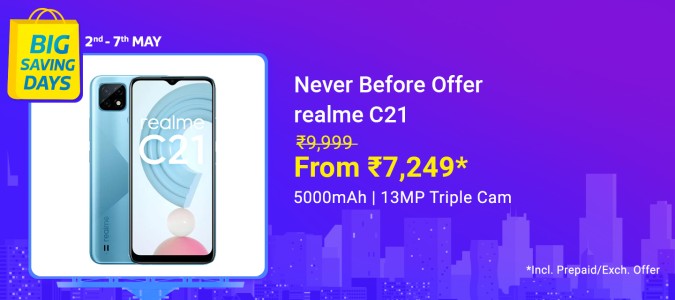 BIG
SAVING
DAYS
2nd - 7th MAY
realme
C21
realme
Never Before Offer
realme C21
₹9,999
From ₹7,249*
5000mAh | 13MP Triple Cam
*Incl. Prepaid/Exch. Offer